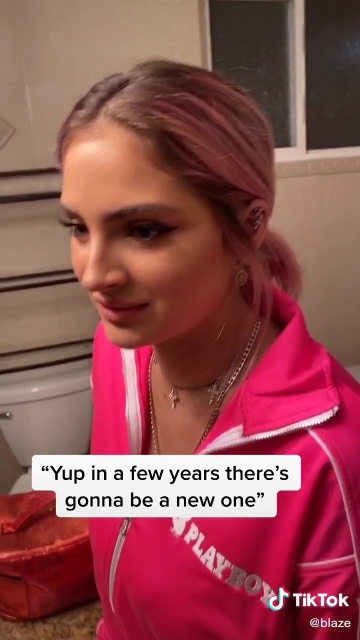 “Yup in a few years there’s
gonna be a new one”
PLAYBOY
TikTok
@blaze